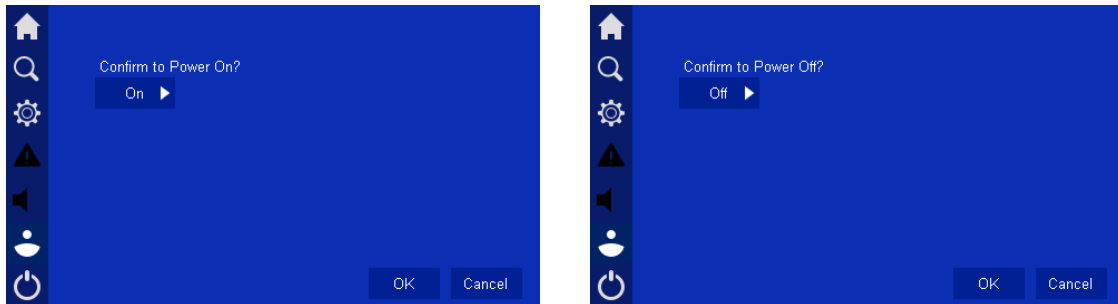 Confirm to Power On?
On
OK Cancel
Confirm to Power Off?
Off
OK Cancel